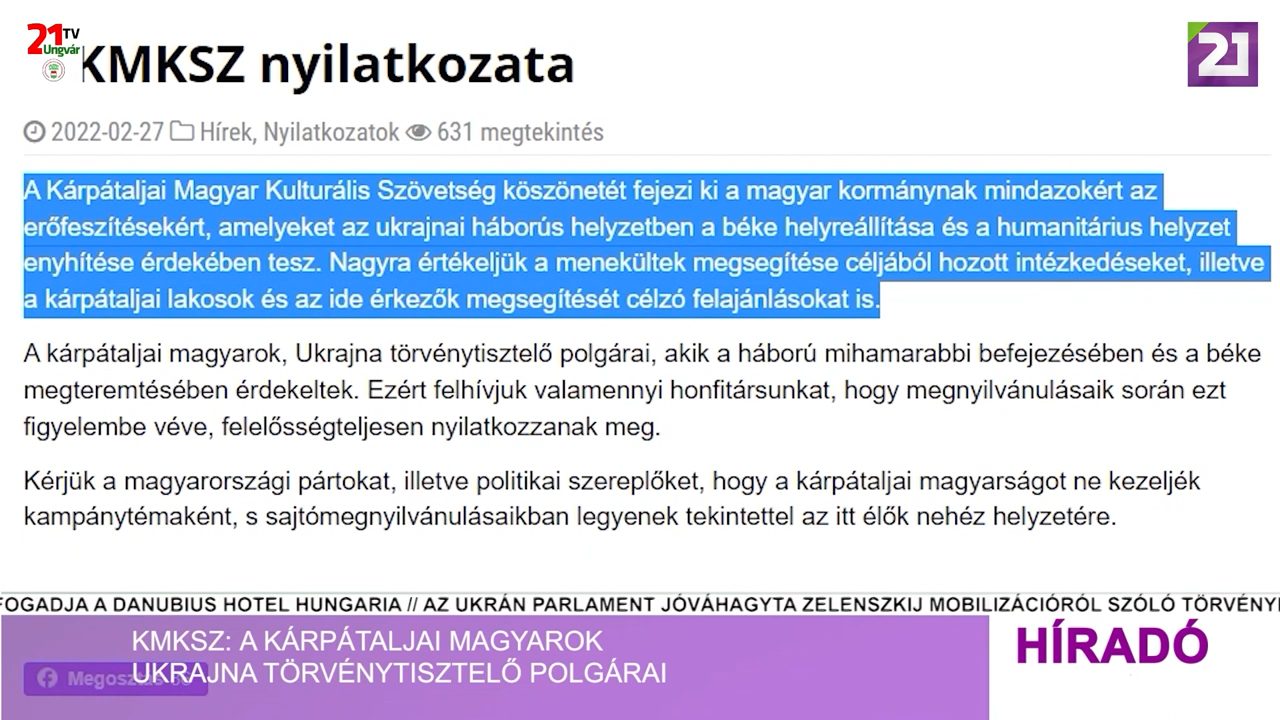 21 TV
Ungvár
KMKSZ nyilatkozata
21
2022-02-27 Hírek, Nyilatkozatok 631 megtekintés
A Kárpátaljai Magyar Kulturális Szövetség köszönetét fejezi ki a magyar kormánynak mindazokért az
erőfeszítésekért, amelyeket az ukrajnai háborús helyzetben a béke helyreállítása és a humanitárius helyzet
enyhítése érdekében tesz. Nagyra értékeljük a menekültek megsegítése céljából hozott intézkedéseket, illetve
a kárpátaljai lakosok és az ide érkezők megsegítését célzó felajánlásokat is.
A kárpátaljai magyarok, Ukrajna törvénytisztelő polgárai, akik a háború mihamarabbi befejezésében és a béke
megteremtésében érdekeltek. Ezért felhívjuk valamennyi honfitársunkat, hogy megnyilvánulásaik során ezt
figyelembe véve, felelősségteljesen nyilatkozzanak meg.
Kérjük a magyarországi pártokat, illetve politikai szereplőket, hogy a kárpátaljai magyarságot ne kezeljék
kampánytémaként, s sajtómegnyilvánulásaikban legyenek tekintettel az itt élők nehéz helyzetére.
FOGADJA A DANUBIUS HOTEL HUNGARIA // AZ UKRÁN PARLAMENT JÓVÁHAGYTA ZELENSZKIJ MOBILIZÁCIÓRÓL SZÓLÓ TÖRVÉNY
KMKSZ: A KÁRPÁTALJAI MAGYAROK
UKRAJNA TÖRVÉNYTISZTELŐ POLGÁRAI
HÍRADÓ